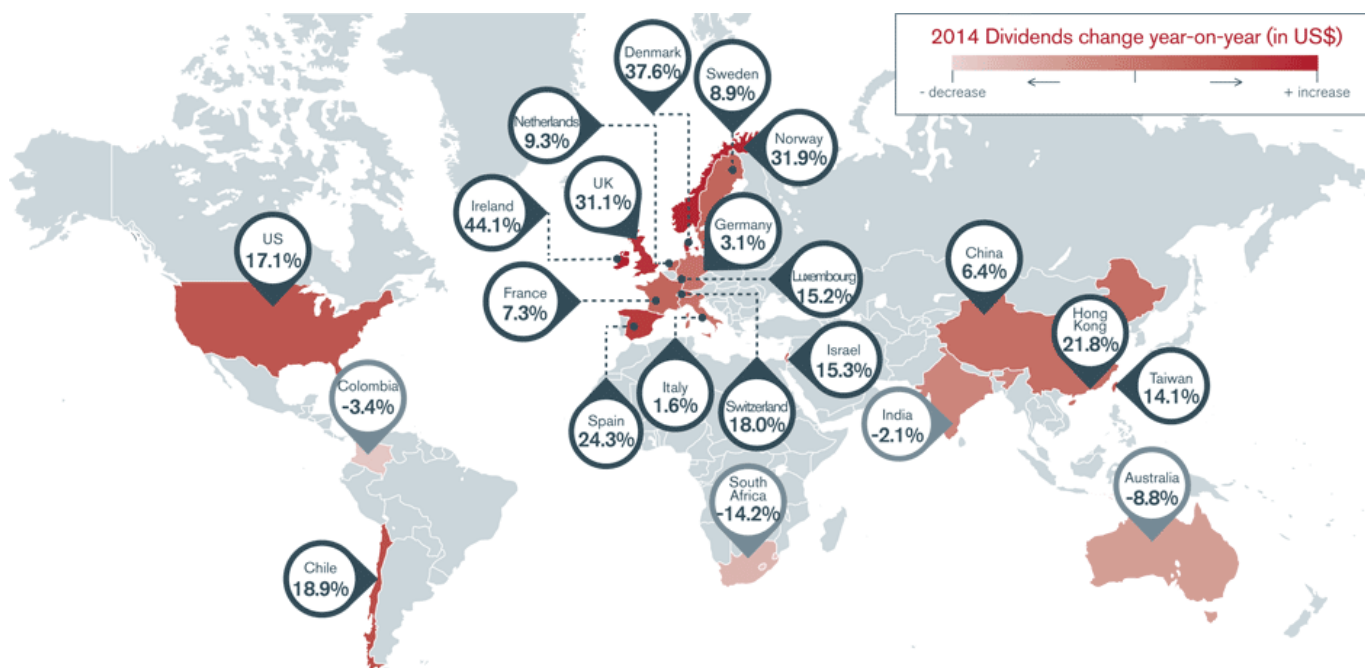 2014 Dividends change year-on-year (in US$)
- decrease
+ increase
Denmark
37.6%
Sweden
8.9%
Netherlands
9.3%
Norway
31.9%
UK
31.1%
Ireland
44.1%
Germany
3.1%
US
17.1%
China
6.4%
Luxembourg
15.2%
France
7.3%
Hong
Kong
21.8%
Israel
15.3%
Colombia
-3.4%
Italy
1.6%
Taiwan
14.1%
Spain
24.3%
Switzerland
18.0%
India
-2.1%
South
Africa
-14.2%
Australia
-8.8%
Chile
18.9%